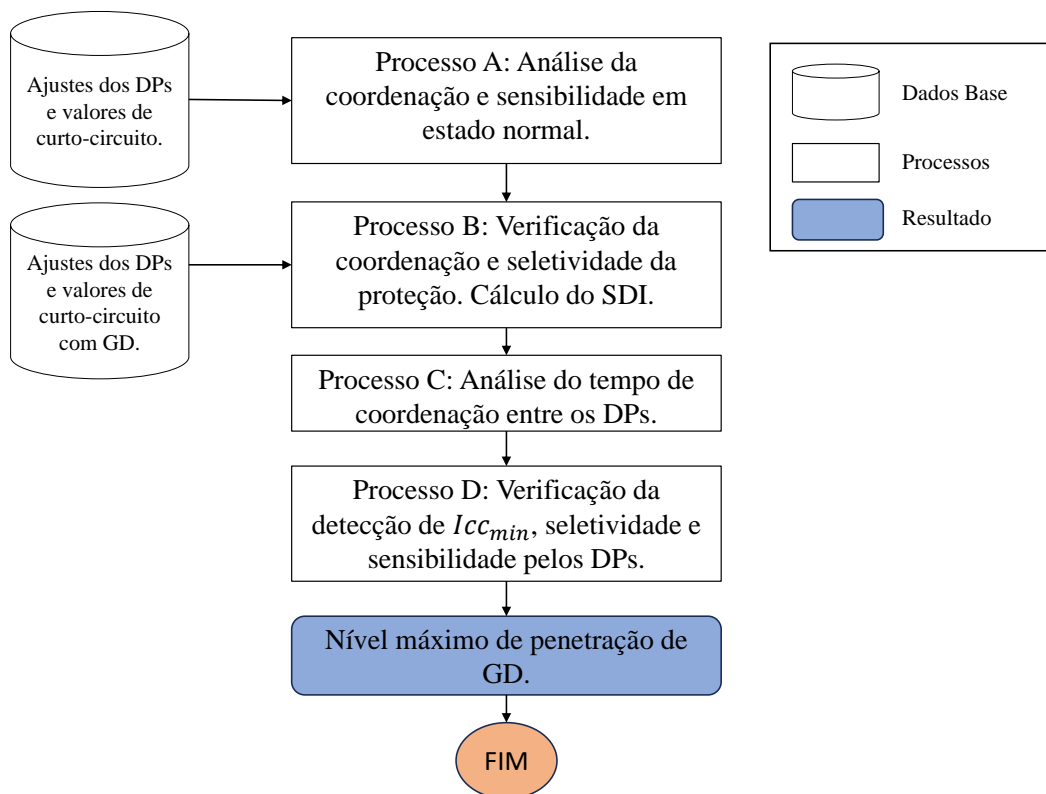 Ajustes dos DPs
e valores de
curto-circuito.
Processo A: Análise da
coordenação e sensibilidade em
estado normal.
Ajustes dos DPs
e valores de
curto-circuito
com GD.
Processo B: Verificação da
coordenação e seletividade da
proteção. Cálculo do SDI.
Processo C: Análise do tempo de
coordenação entre os DPs.
Processo D: Verificação da
detecção de Icc_min, seletividade e
sensibilidade pelos DPs.
Nível máximo de penetração de
GD.
FIM
Dados Base
Processos
Resultado